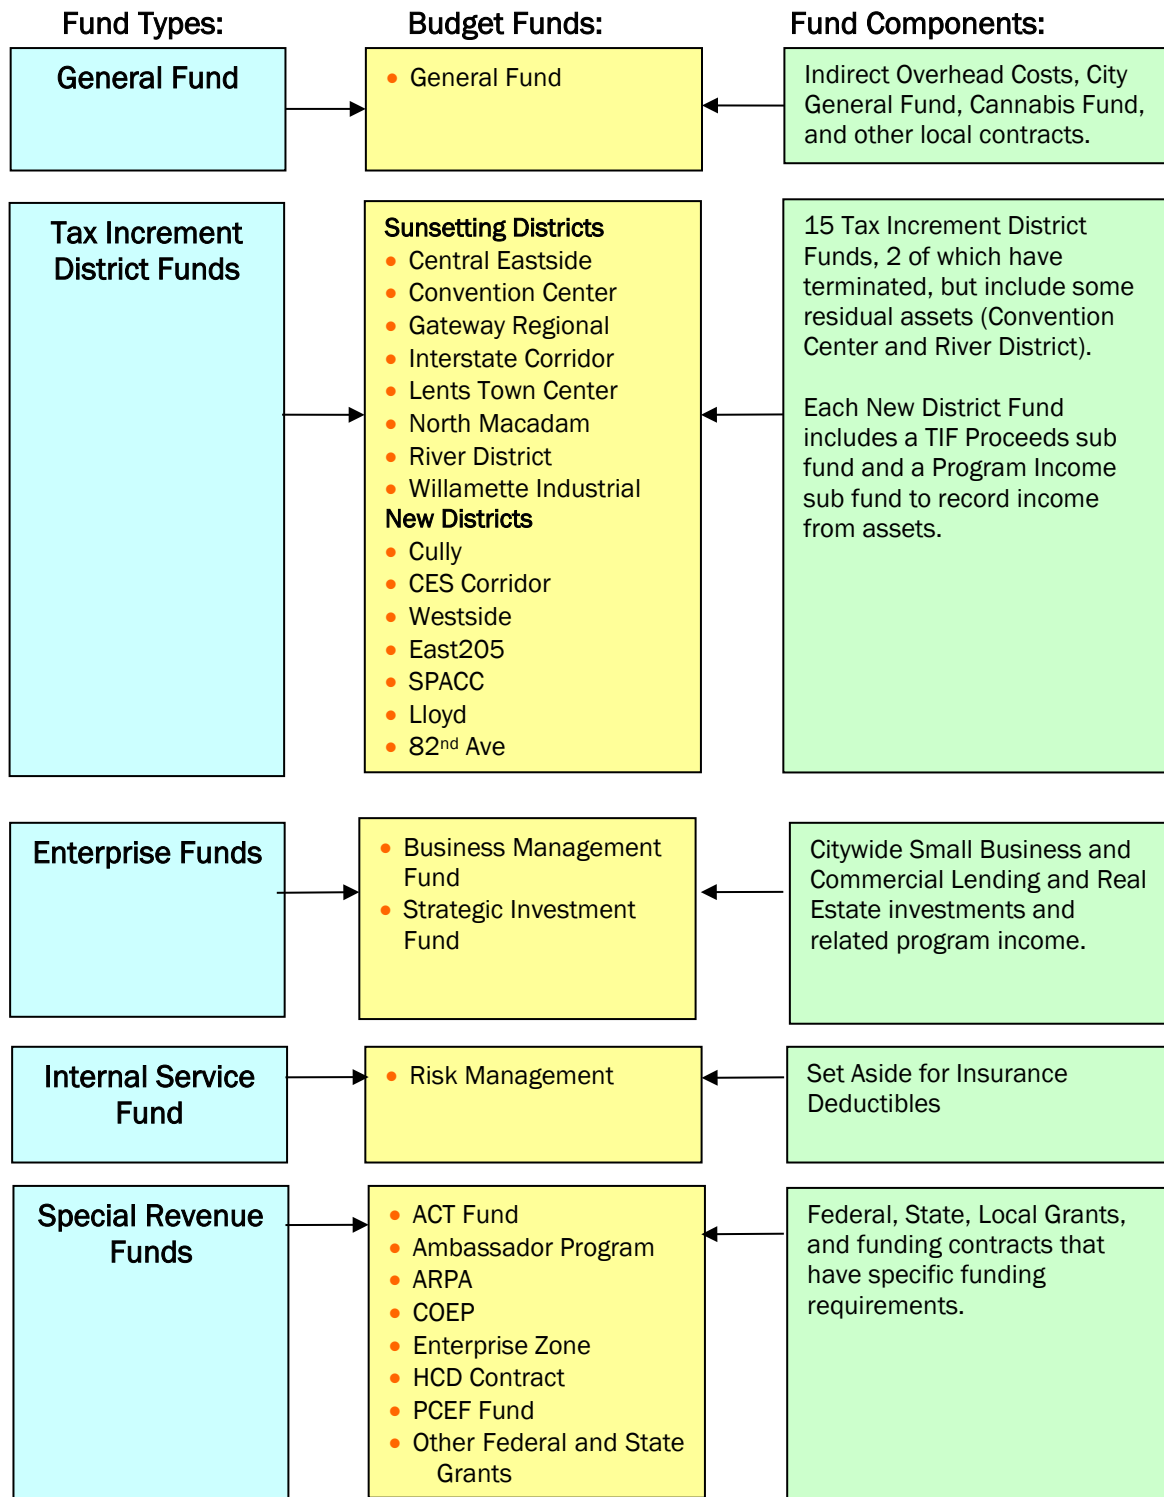 Fund Types:
Budget Funds:
Fund Components:
General Fund
• General Fund
Indirect Overhead Costs, City
General Fund, Cannabis Fund,
and other local contracts.
Tax Increment
District Funds
Sunsetting Districts
• Central Eastside
• Convention Center
• Gateway Regional
• Interstate Corridor
• Lents Town Center
• North Macadam
• River District
• Willamette Industrial
New Districts
• Cully
• CES Corridor
• Westside
• East205
• SPACC
• Lloyd
• 82nd Ave
15 Tax Increment District
Funds, 2 of which have
terminated, but include some
residual assets (Convention
Center and River District).
Each New District Fund
includes a TIF Proceeds sub
fund and a Program Income
sub fund to record income
from assets.
Enterprise Funds
• Business Management
Fund
• Strategic Investment
Fund
Citywide Small Business and
Commercial Lending and Real
Estate investments and
related program income.
Internal Service
Fund
• Risk Management
Set Aside for Insurance
Deductibles
Special Revenue
Funds
• ACT Fund
• Ambassador Program
• ARPA
• COEP
• Enterprise Zone
• HCD Contract
• PCEF Fund
• Other Federal and State
Grants
Federal, State, Local Grants,
and funding contracts that
have specific funding
requirements.